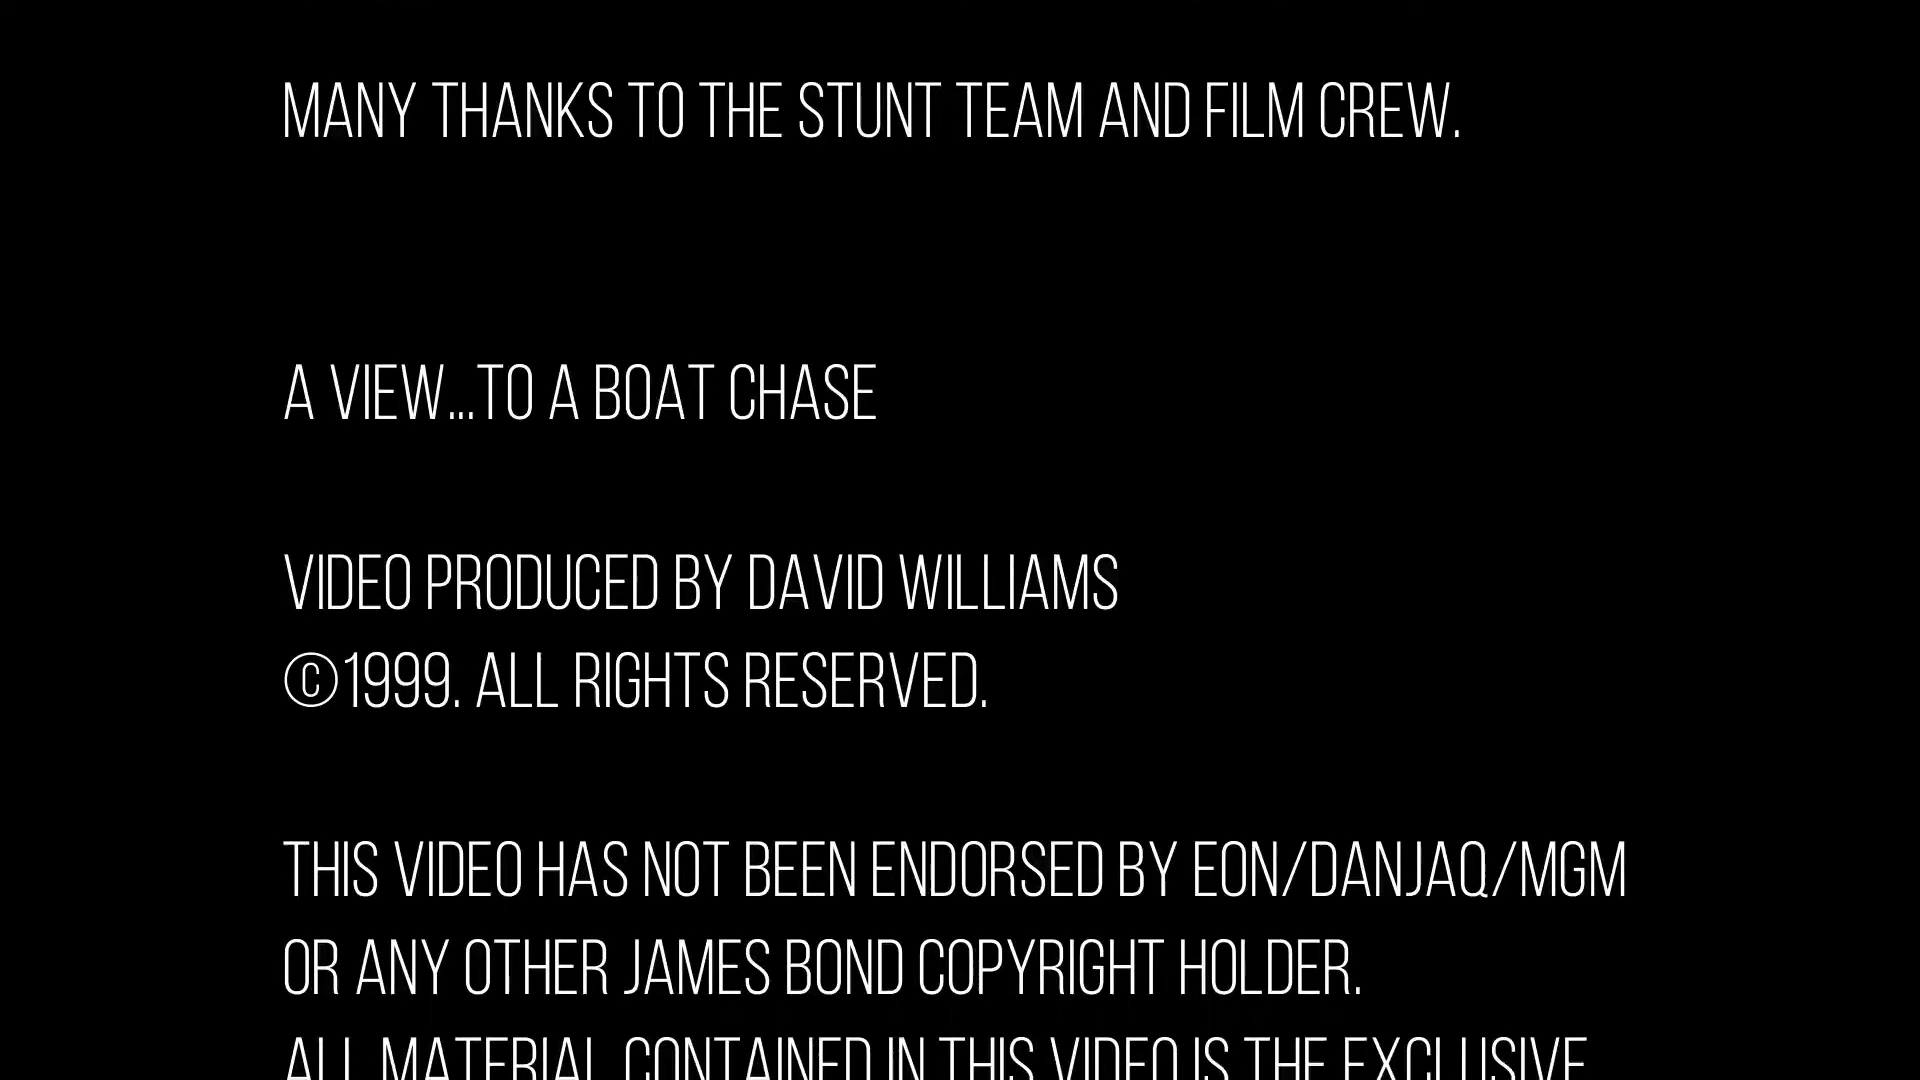 MANY THANKS TO THE STUNT TEAM AND FILM CREW.
A VIEW...TO A BOAT CHASE
VIDEO PRODUCED BY DAVID WILLIAMS
©1999. ALL RIGHTS RESERVED.
THIS VIDEO HAS NOT BEEN ENDORSED BY EON/DANJAQ/MGM
OR ANY OTHER JAMES BOND COPYRIGHT HOLDER.
ALL MATERIAL CONTAINED IN THIS VIDEO IS THE EXCLUSIVE